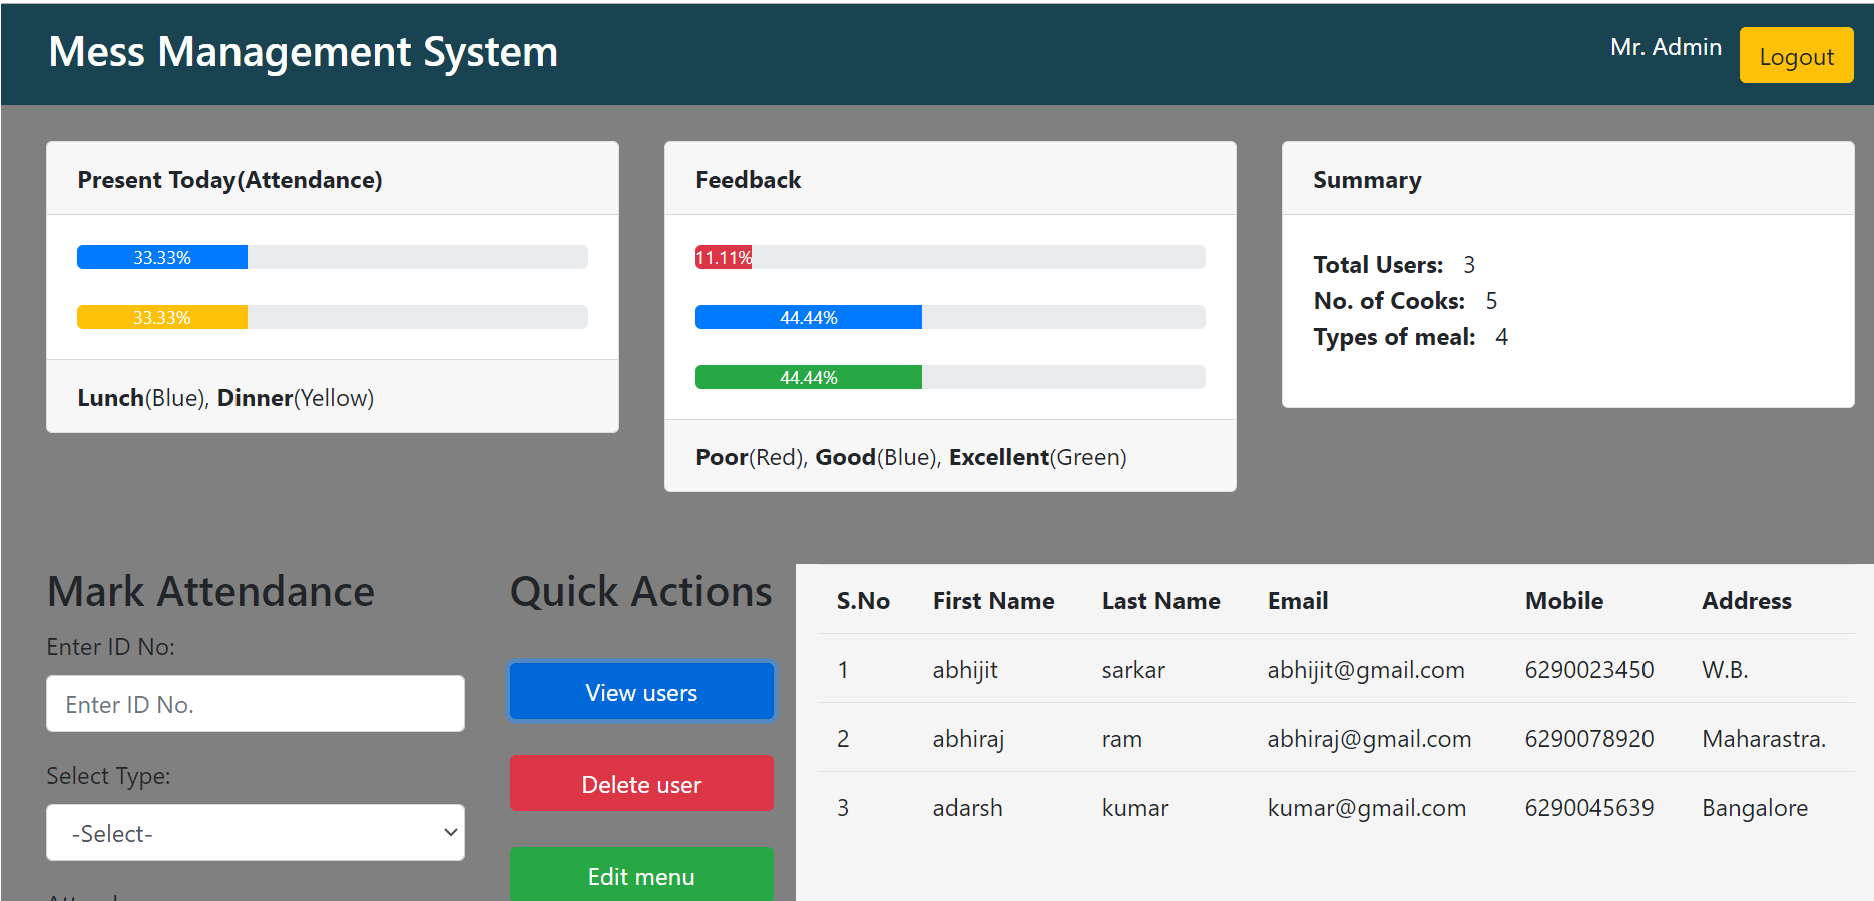 Mess Management System
Mr. Admin
Logout
Present Today(Attendance)
33.33%
33.33%
Lunch(Blue), Dinner(Yellow)
Feedback
11.11%
44.44%
44.44%
Poor(Red), Good(Blue), Excellent(Green)
Summary
Total Users: 3
No. of Cooks: 5
Types of meal: 4
Mark Attendance
Enter ID No:
Enter ID No.
Select Type:
-Select-
Quick Actions
View users
Delete user
Edit menu
S.No First Name Last Name Email Mobile Address
1 abhijit sarkar abhijit@gmail.com 6290023450 W.B.
2 abhiraj ram abhiraj@gmail.com 6290078920 Maharastra.
3 adarsh kumar kumar@gmail.com 6290045639 Bangalore